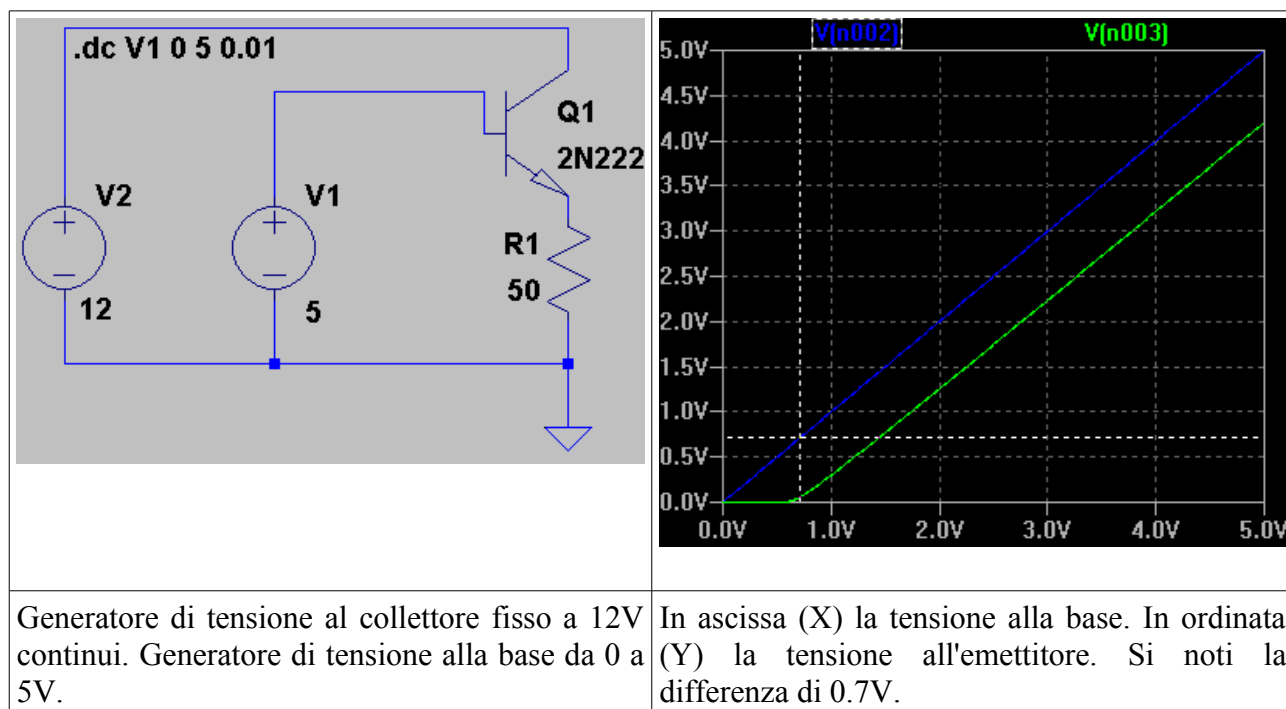 .dc V1 0 5 0.01
Q1
2N222
V2
V1
R1
50
12
5
V(n002)
V(n003)
5.0V
4.5V
4.0V
3.5V
3.0V
2.5V
2.0V
1.5V
1.0V
0.5V
0.0V
0.0V 1.0V 2.0V 3.0V 4.0V 5.0V
Generatore di tensione al collettore fisso a 12V
continui. Generatore di tensione alla base da 0 a
5V.
In ascissa (X) la tensione alla base. In ordinata
(Y) la tensione all'emettitore. Si noti la
differenza di 0.7V.